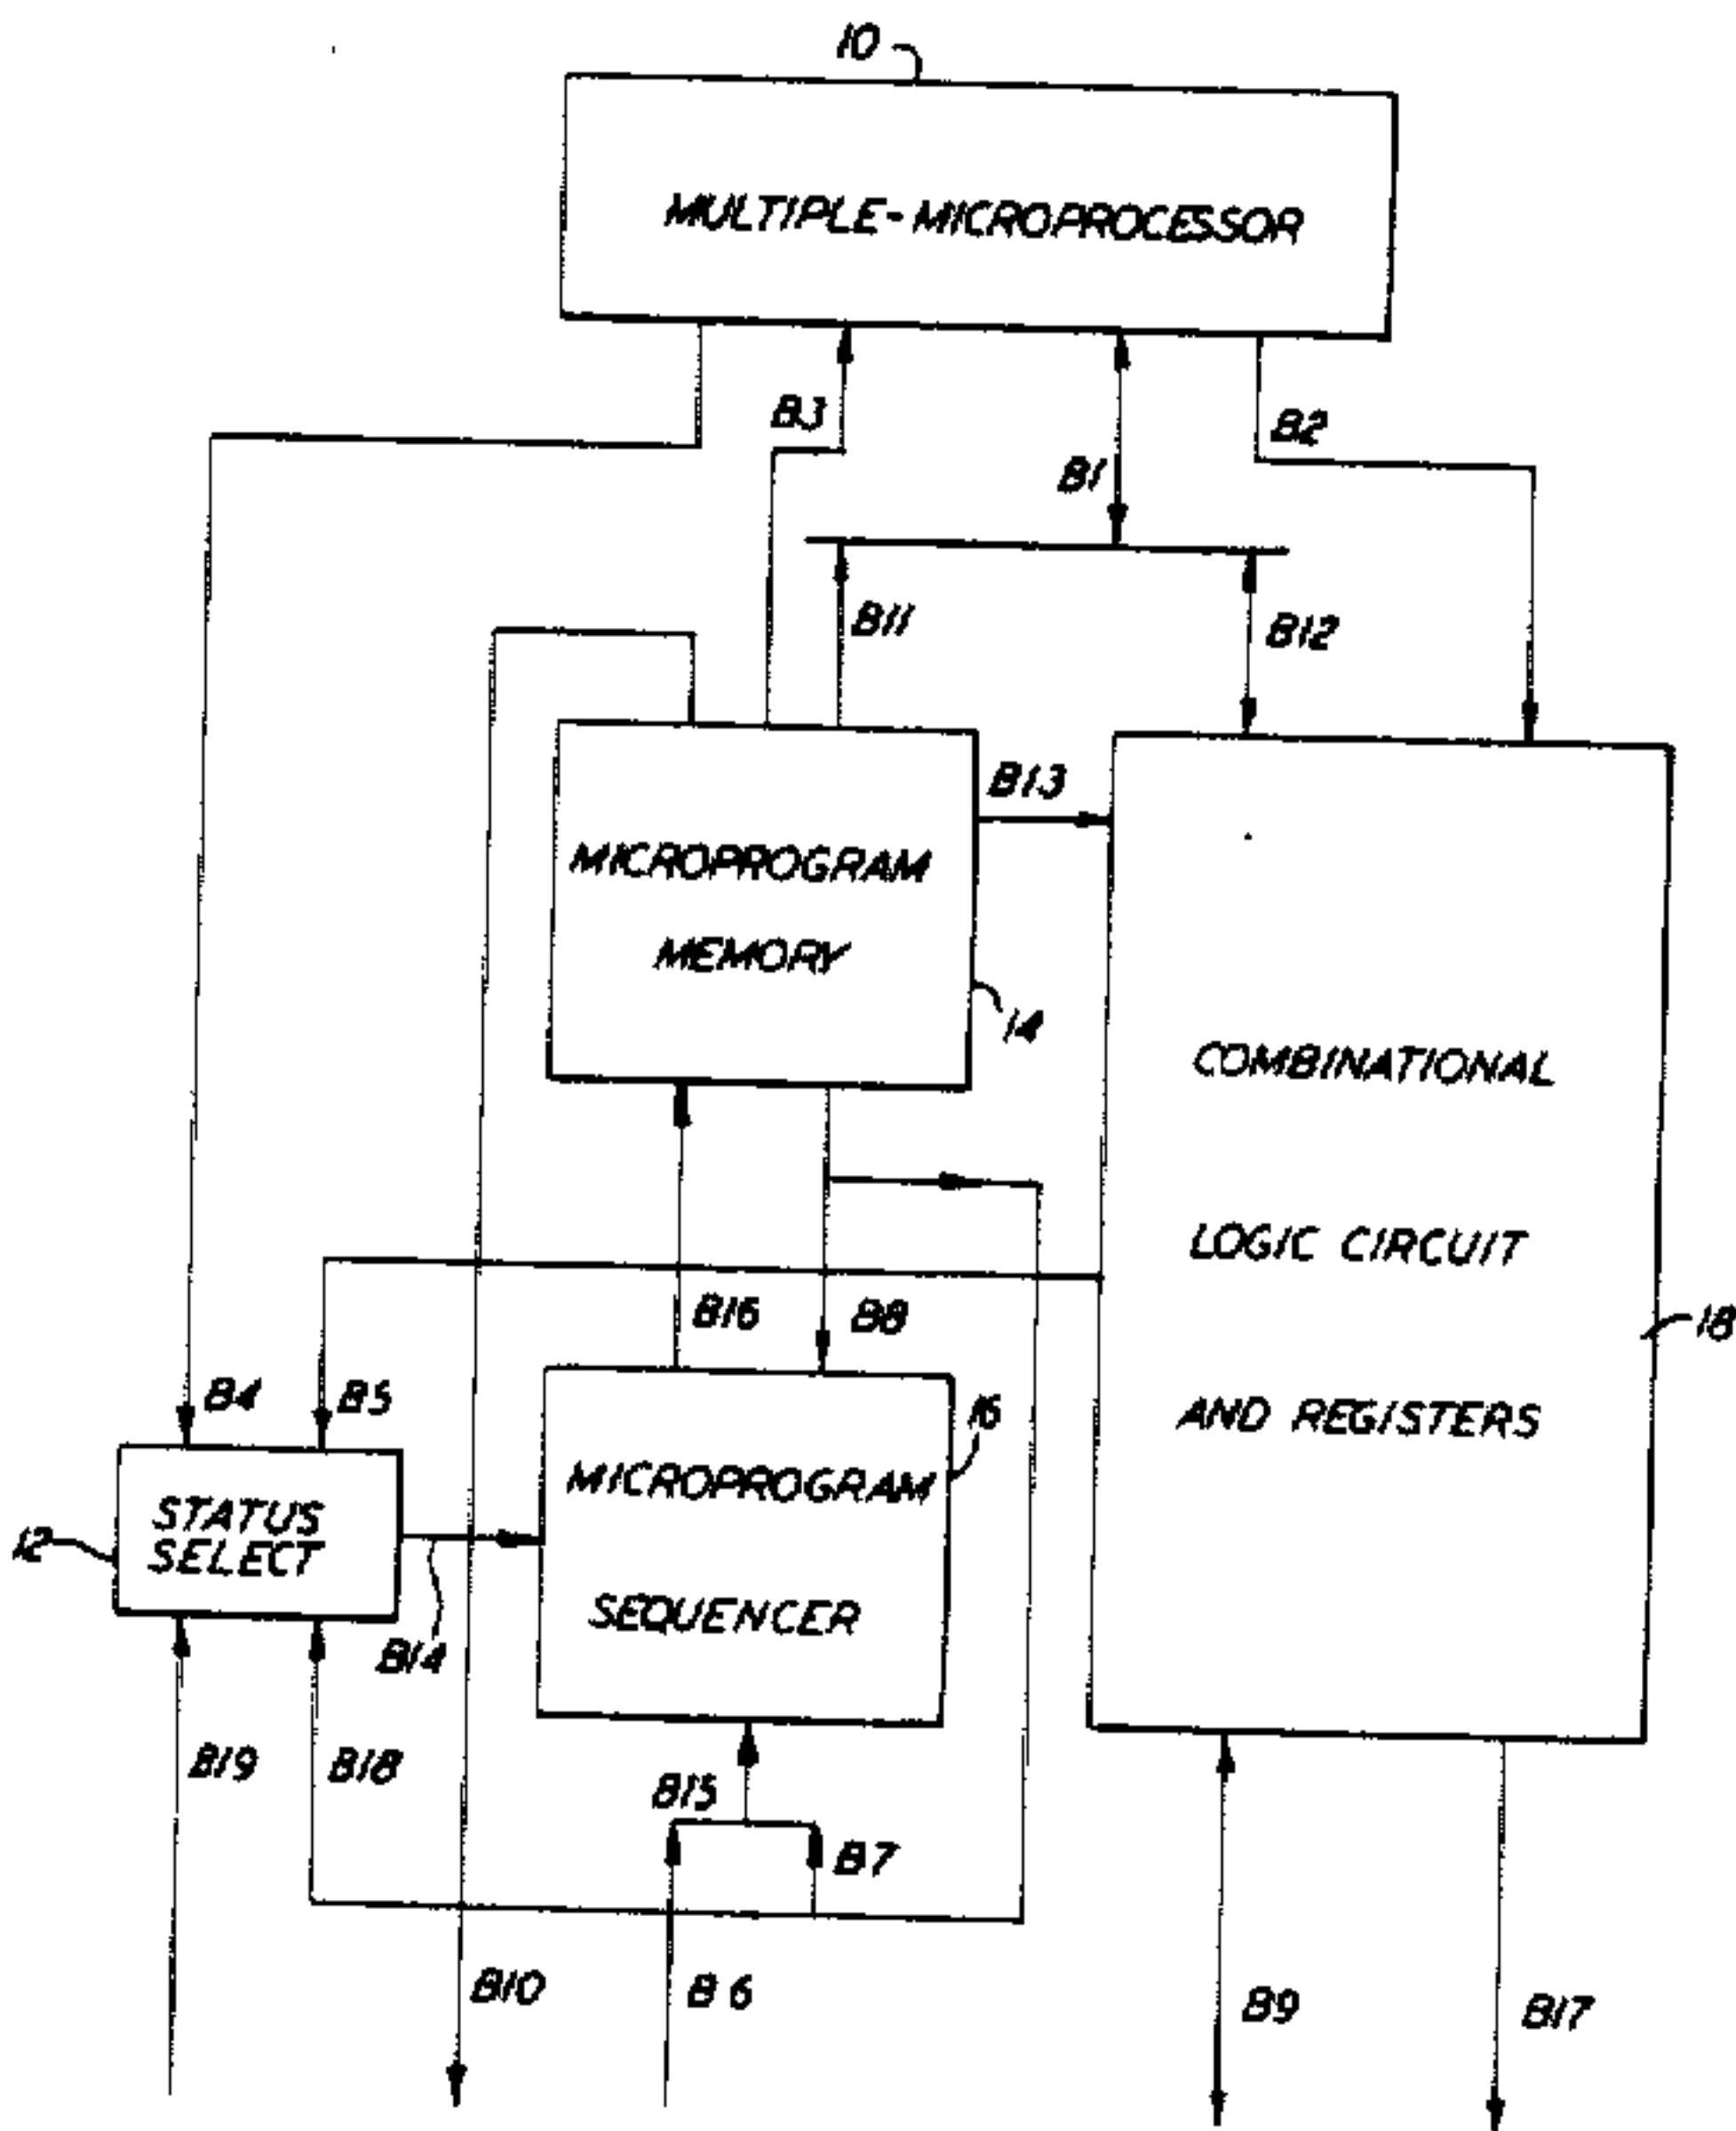 10
MULTIPLE-MICROPROCESSOR
B3
B2
B1
B11
B12
B13
MICROPROGRAM
MEMORY
14
COMBINATIONAL
LOGIC CIRCUIT
AND REGISTERS
18
B16
B8
B4
B5
16
MICROPROGRAM
SEQUENCER
12
STATUS
SELECT
B14
B19
B18
B15
B7
B10
B6
B9
B17